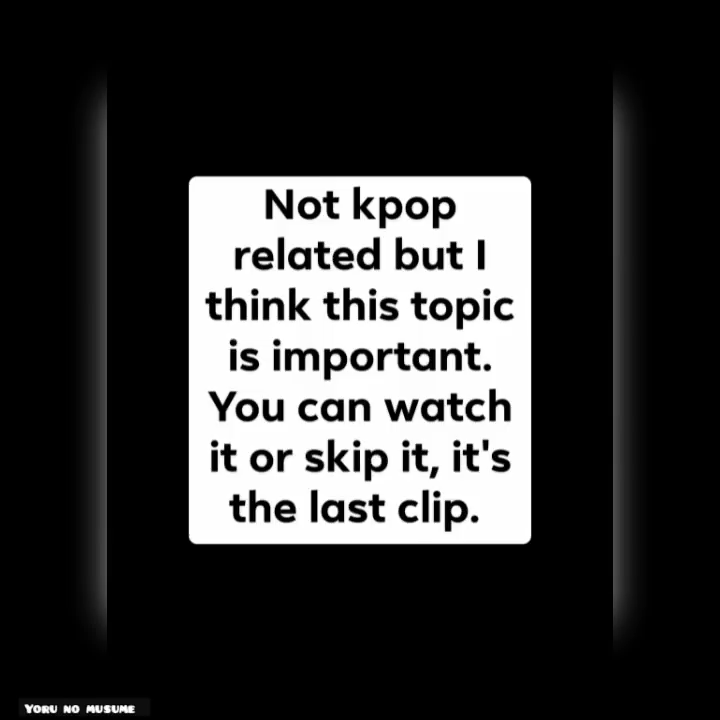 Not kpop
related but I
think this topic
is important.
You can watch
it or skip it, it's
the last clip.
Yoru no musume